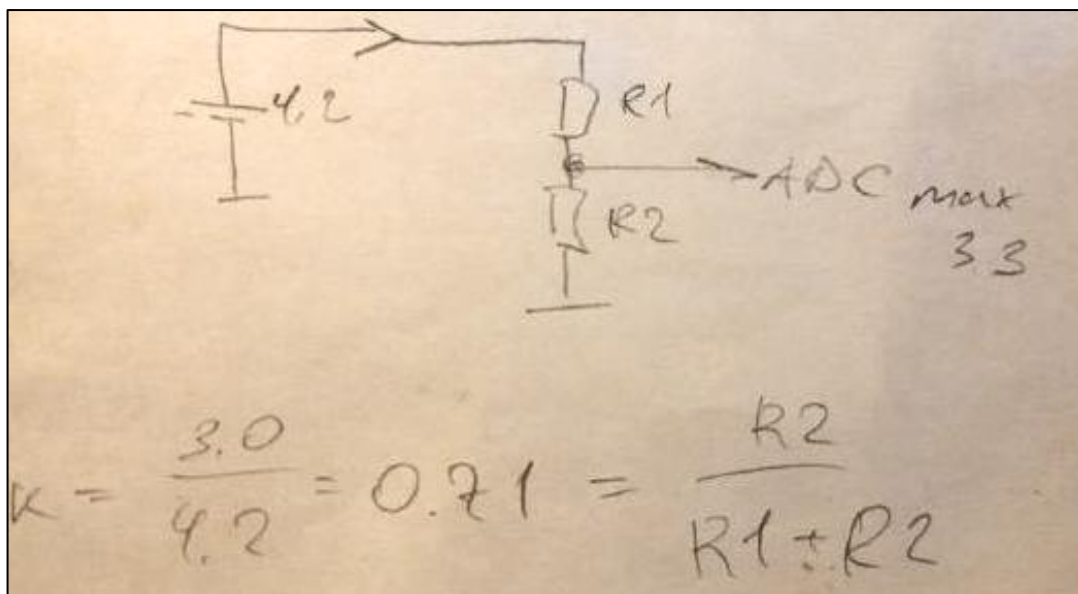 4.2
R1
ADC max
3.3
R2
K = 3.0 / 4.2 = 0.71 = R2 / R1 + R2